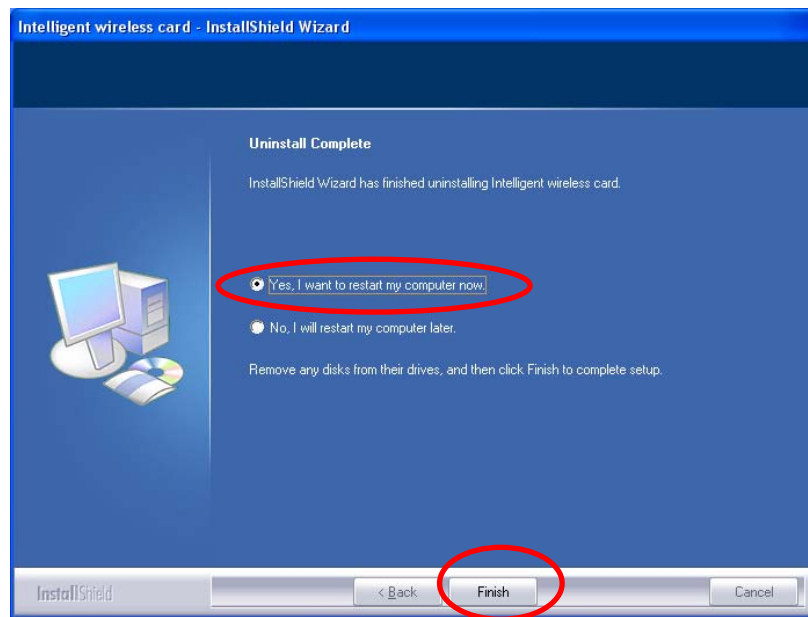 Intelligent wireless card - InstallShield Wizard
Uninstall Complete
InstallShield Wizard has finished uninstalling Intelligent wireless card.
Yes, I want to restart my computer now.
No, I will restart my computer later.
Remove any disks from their drives, and then click Finish to complete setup.
InstallShield
< Back
Finish
Cancel